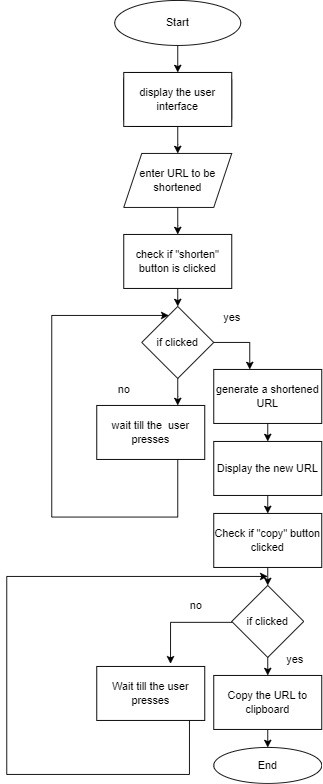 Start
display the user
interface
enter URL to be
shortened
check if "shorten"
button is clicked
yes
if clicked
no
generate a shortened
URL
wait till the user
presses
Display the new URL
Check if "copy" button
clicked
no
if clicked
yes
Wait till the user
presses
Copy the URL to
clipboard
End